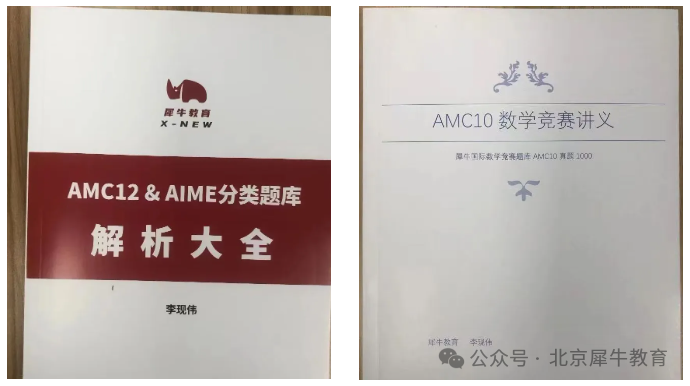 犀牛教育
X-NEW
AMC12 & AIME分类题库
解析大全
李现伟
AMC10 数学竞赛讲义
犀牛国际数学竞赛题库 AMC10 真题 1000
犀牛教育 李现伟
公众号 · 北京犀牛教育